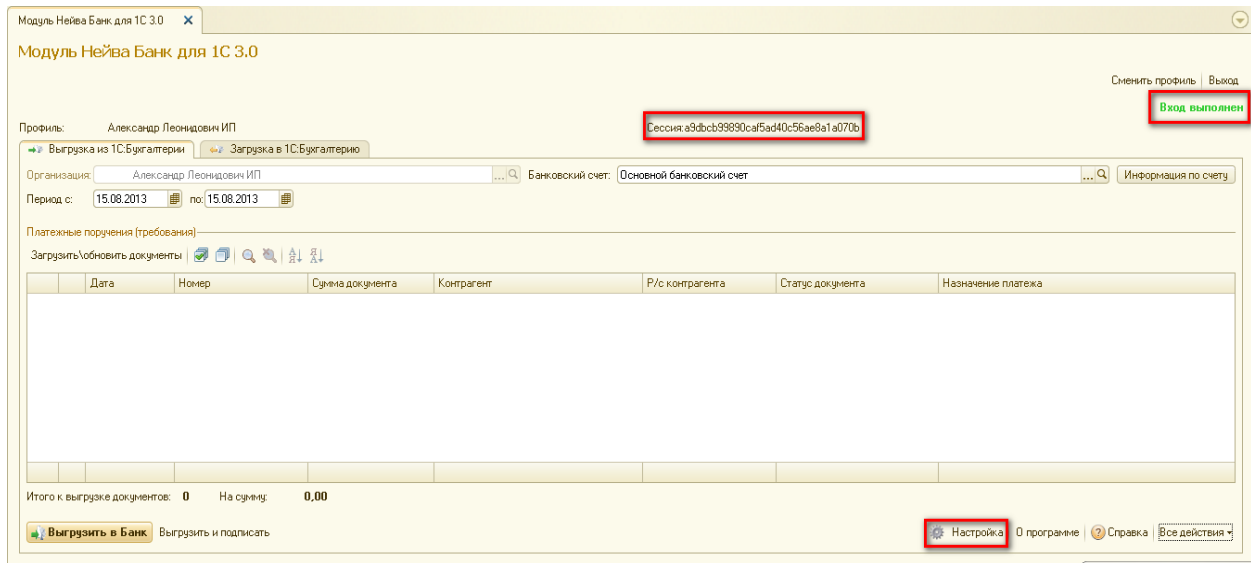 Модуль Нейва Банк для 1С 3.0
Модуль Нейва Банк для 1С 3.0
Сменить профиль Выход
Вход выполнен
Профиль: Александр Леонидович ИП Сессия:a9dbcb99890caf5ad40c56ae8a1a070b
Выгрузка из 1С:Бухгалтерии Загрузка в 1С:Бухгалтерию
Организация: Александр Леонидович ИП ... Банковский счет: Основной банковский счет ... Информация по счету
Период с: 15.08.2013 по: 15.08.2013
Платежные поручения (требования)
Загрузить\обновить документы
Дата Номер Сумма документа Контрагент Р/с контрагента Статус документа Назначение платежа
Итого к выгрузке документов: 0 На сумму: 0,00
Выгрузить в Банк Выгрузить и подписать Настройка О программе Справка Все действия